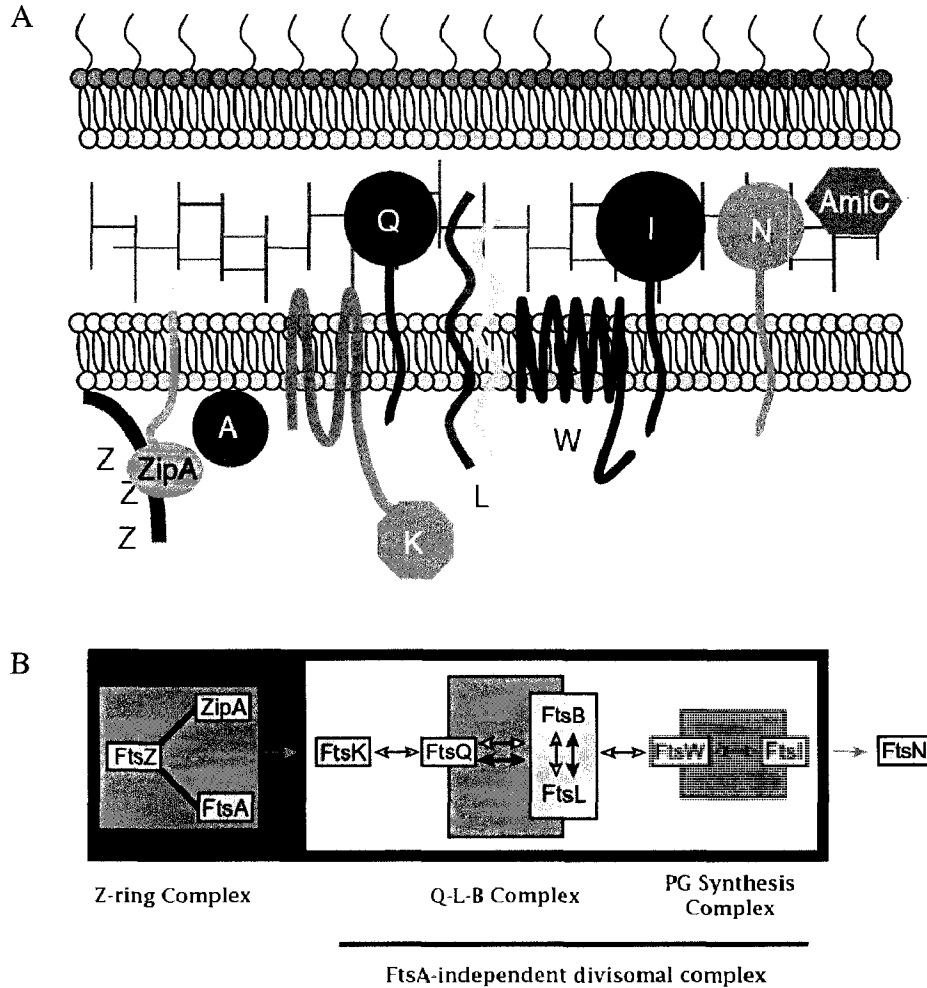 A
Q
I
N
AmiC
A
W
Z
ZipA
Z
L
Z
K
B
ZipA
FtsB
FtsZ
FtsK
FtsQ
FtsW
FtsI
FtsN
FtsL
FtsA
Z-ring Complex
Q-L-B Complex
PG Synthesis
Complex
FtsA-independent divisomal complex